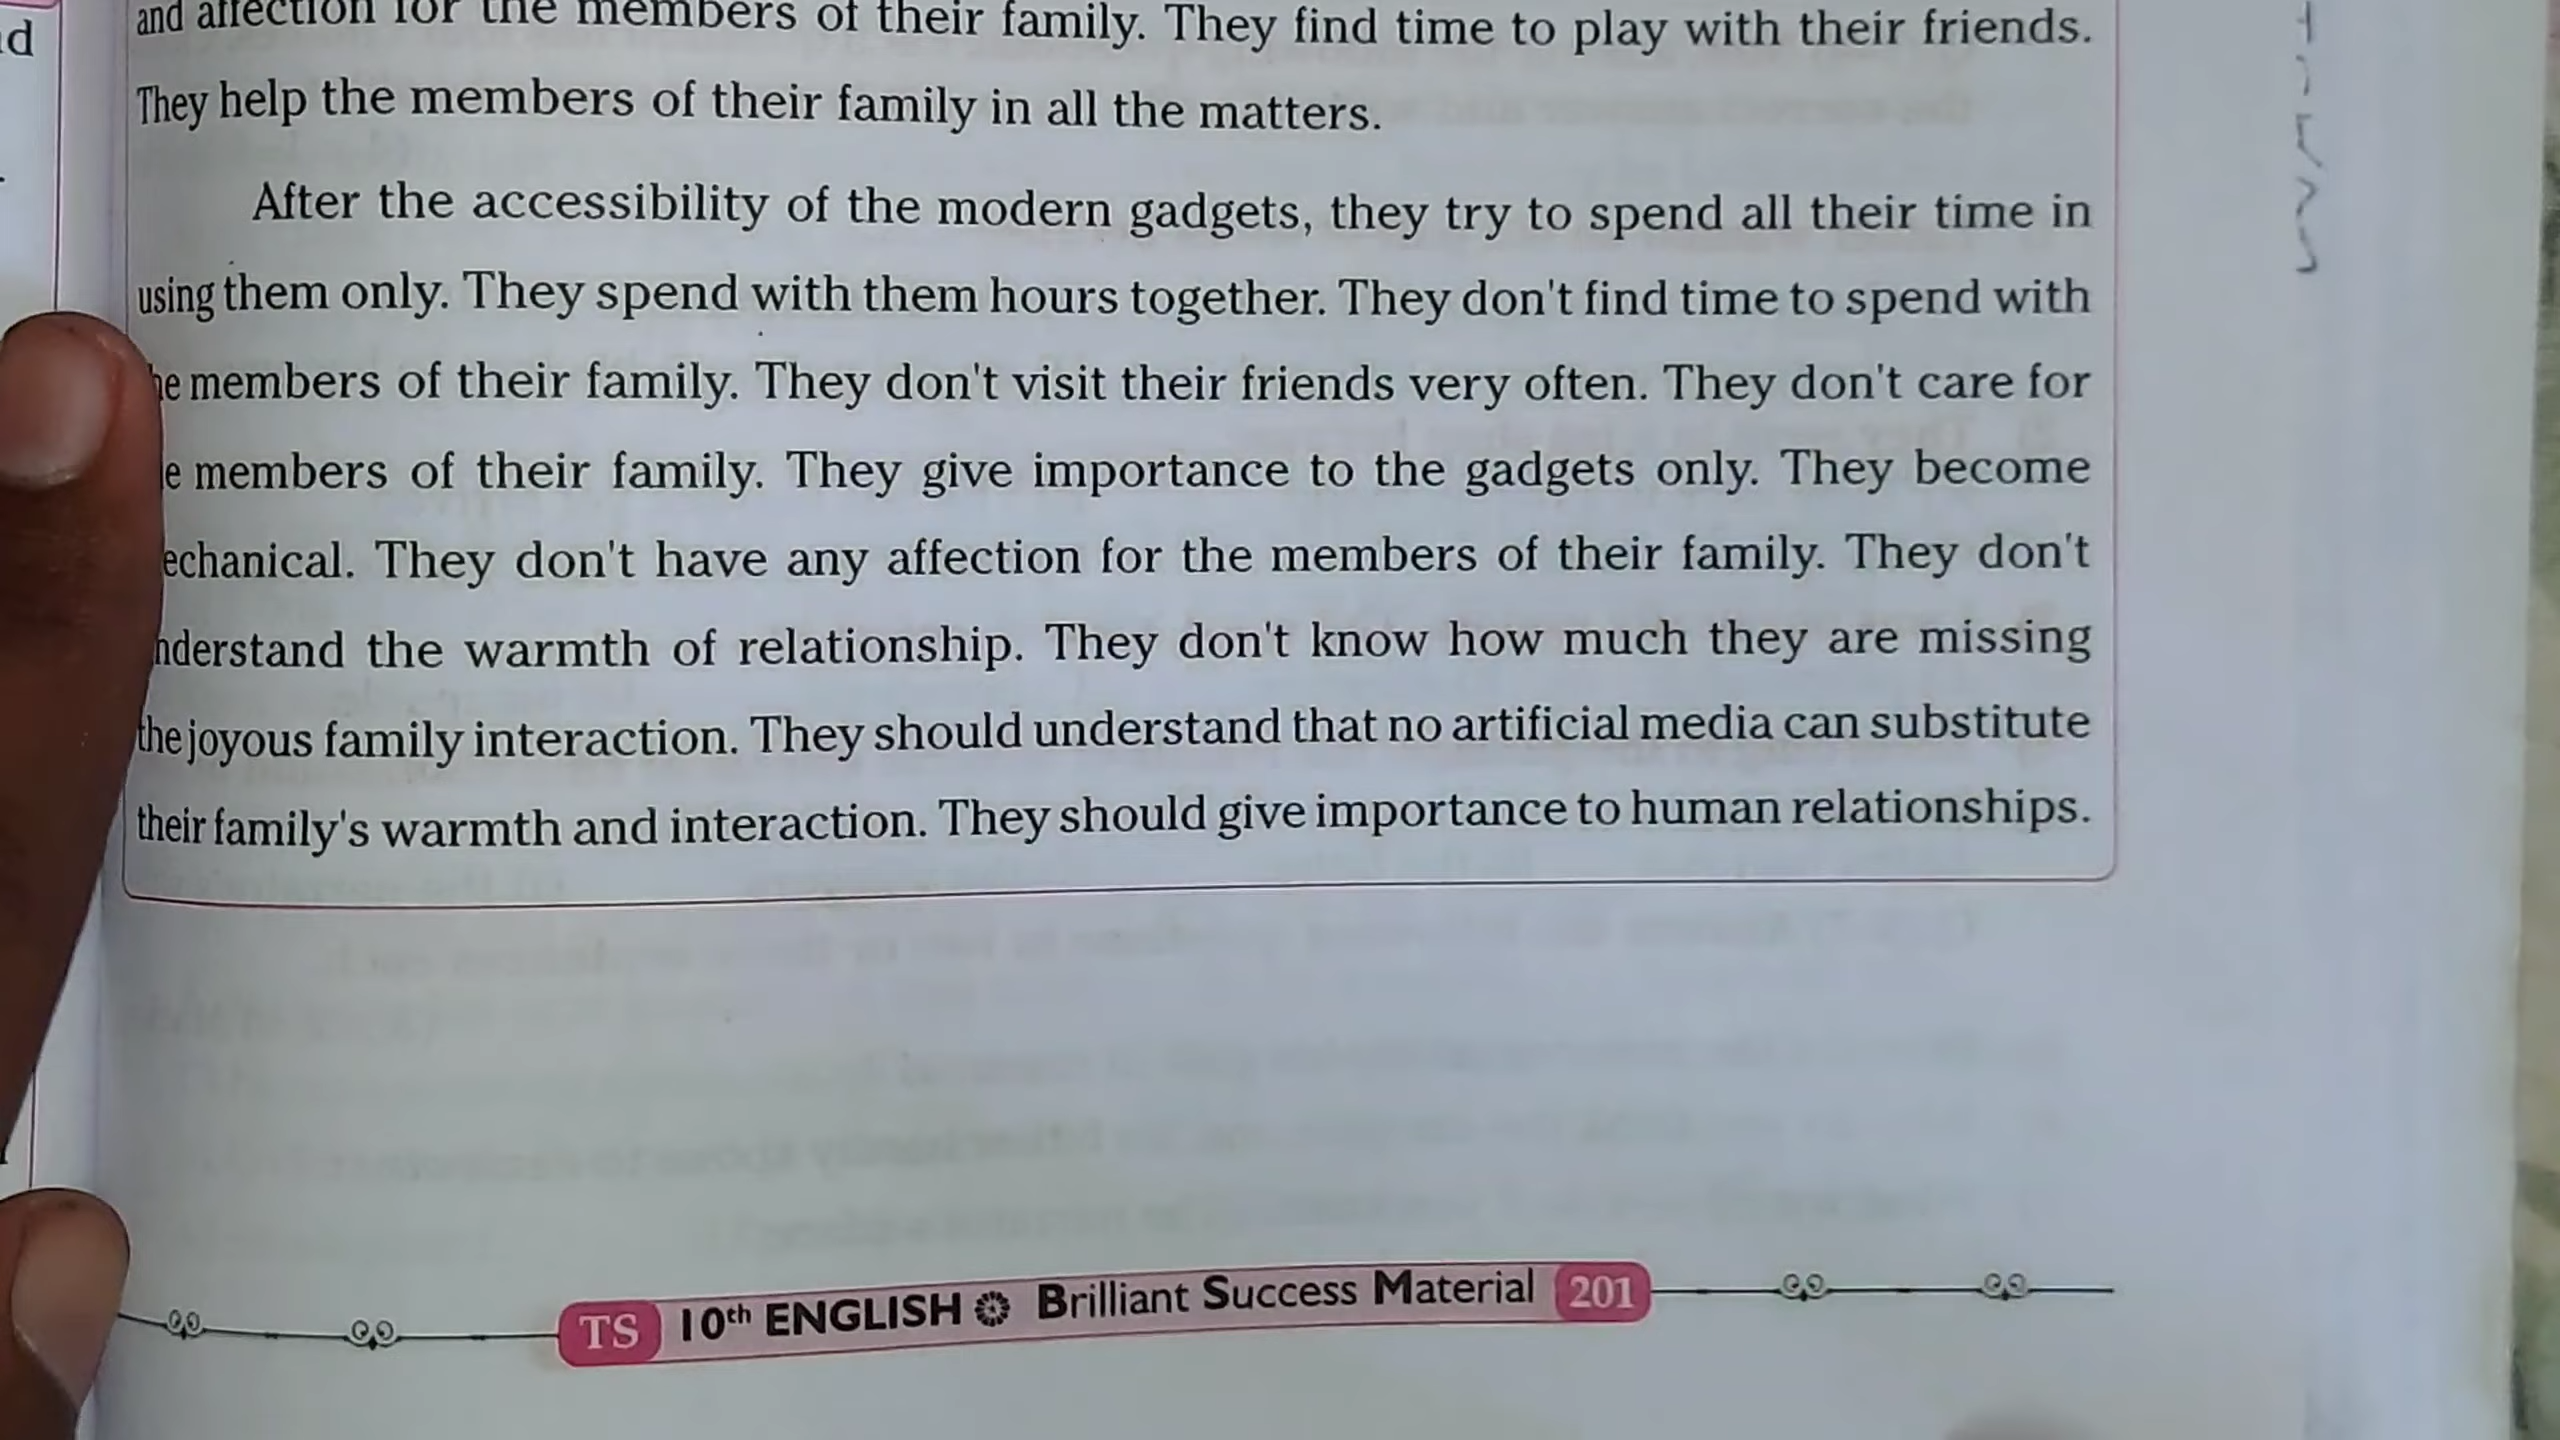 and affection for the members of their family. They find time to play with their friends.
They help the members of their family in all the matters.
After the accessibility of the modern gadgets, they try to spend all their time in
using them only. They spend with them hours together. They don't find time to spend with
he members of their family. They don't visit their friends very often. They don't care for
e members of their family. They give importance to the gadgets only. They become
echanical. They don't have any affection for the members of their family. They don't
nderstand the warmth of relationship. They don't know how much they are missing
the joyous family interaction. They should understand that no artificial media can substitute
their family's warmth and interaction. They should give importance to human relationships.
TS 10th ENGLISH Brilliant Success Material 201